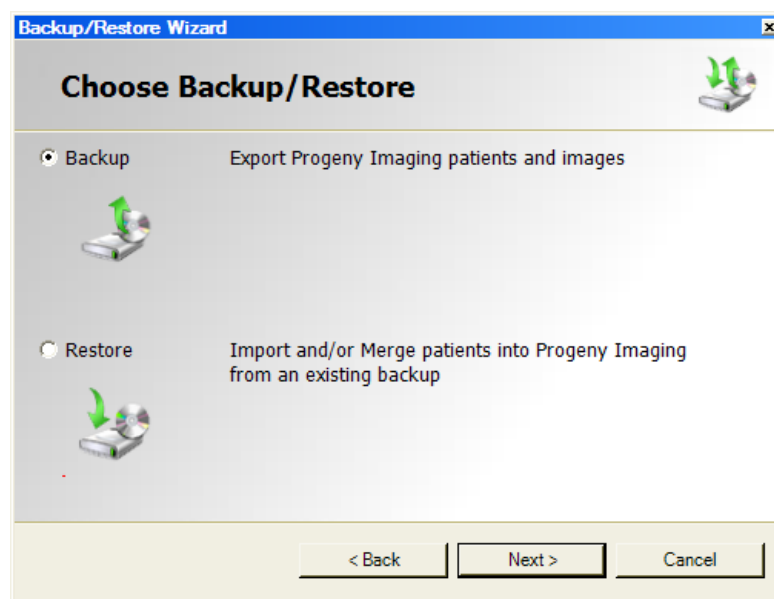 Backup/Restore Wizard
Choose Backup/Restore
Backup Export Progeny Imaging patients and images
Restore Import and/or Merge patients into Progeny Imaging
from an existing backup
< Back Next > Cancel